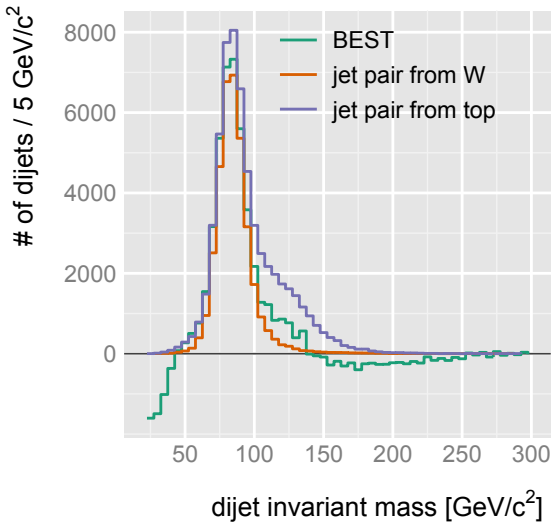 # of dijets / 5 GeV/c²
8000
6000
4000
2000
0
BEST
jet pair from W
jet pair from top
50
100
150
200
250
300
dijet invariant mass [GeV/c²]